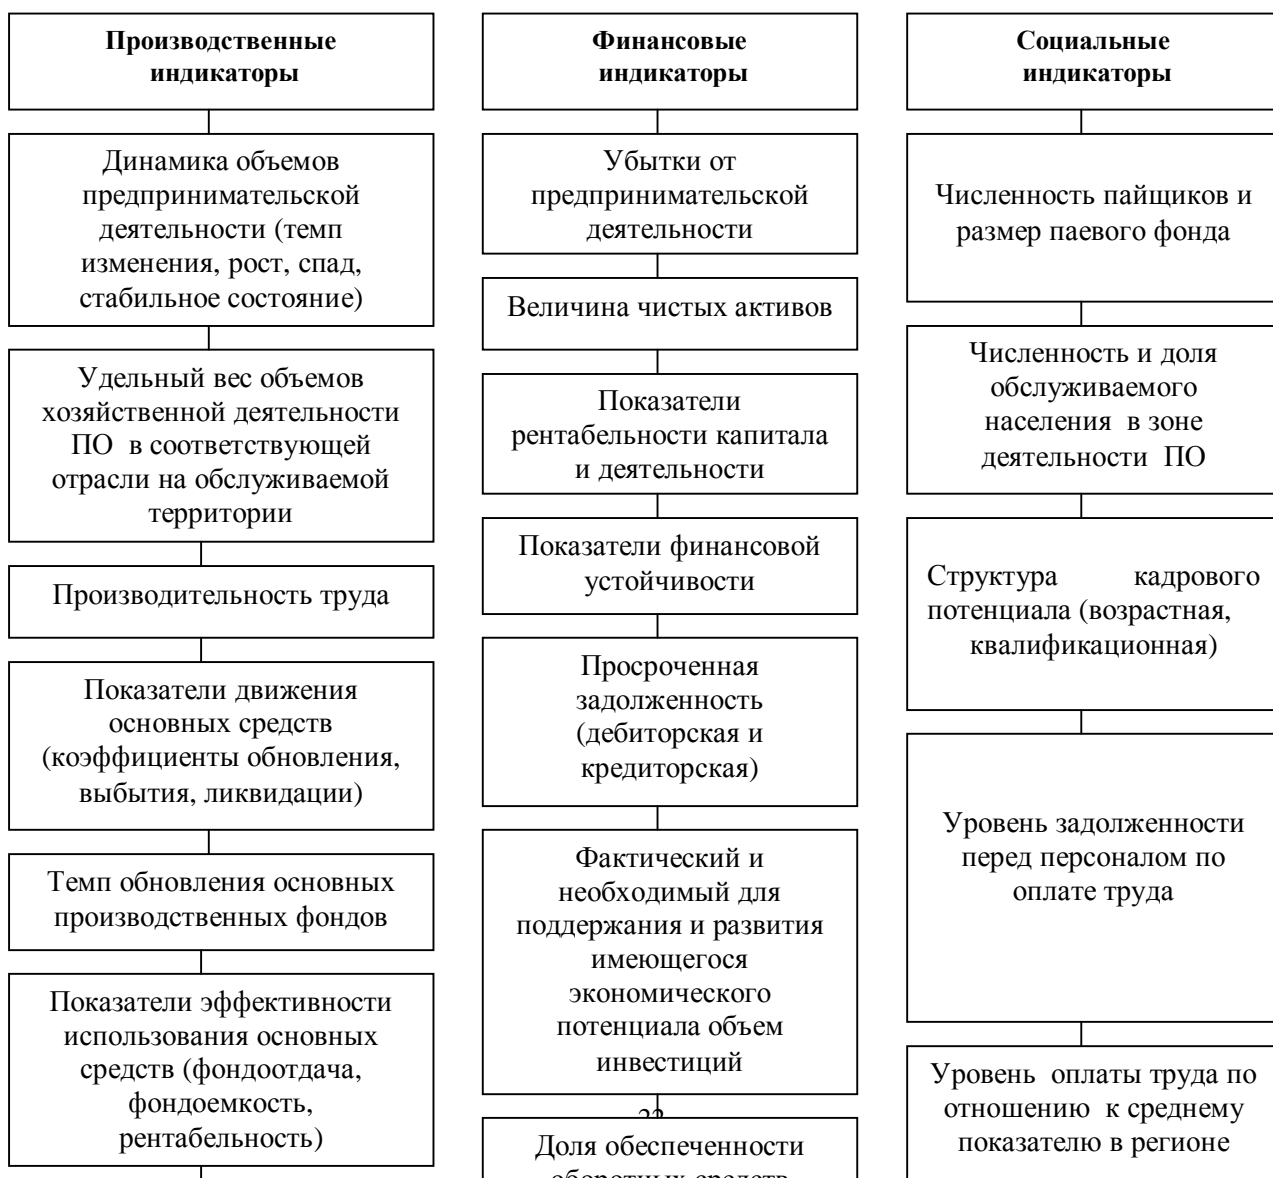 Производственные
индикаторы
Динамика объемов
предпринимательской
деятельности (темп
изменения, рост, спад,
стабильное состояние)
Удельный вес объемов
хозяйственной деятельности
ПО в соответствующей
отрасли на обслуживаемой
территории
Производительность труда
Показатели движения
основных средств
(коэффициенты обновления,
выбытия, ликвидации)
Темп обновления основных
производственных фондов
Показатели эффективности
использования основных
средств (фондоотдача,
фондоемкость,
рентабельность)
Финансовые
индикаторы
Убытки от
предпринимательской
деятельности
Величина чистых активов
Показатели
рентабельности капитала
и деятельности
Показатели финансовой
устойчивости
Просроченная
задолженность
(дебиторская и
кредиторская)
Фактический и
необходимый для
поддержания и развития
имеющегося
экономического
потенциала объем
инвестиций
Доля обеспеченности
оборотных средств
Социальные
индикаторы
Численность пайщиков и
размер паевого фонда
Численность и доля
обслуживаемого
населения в зоне
деятельности ПО
Структура кадрового
потенциала (возрастная,
квалификационная)
Уровень задолженности
перед персоналом по
оплате труда
Уровень оплаты труда по
отношению к среднему
показателю в регионе